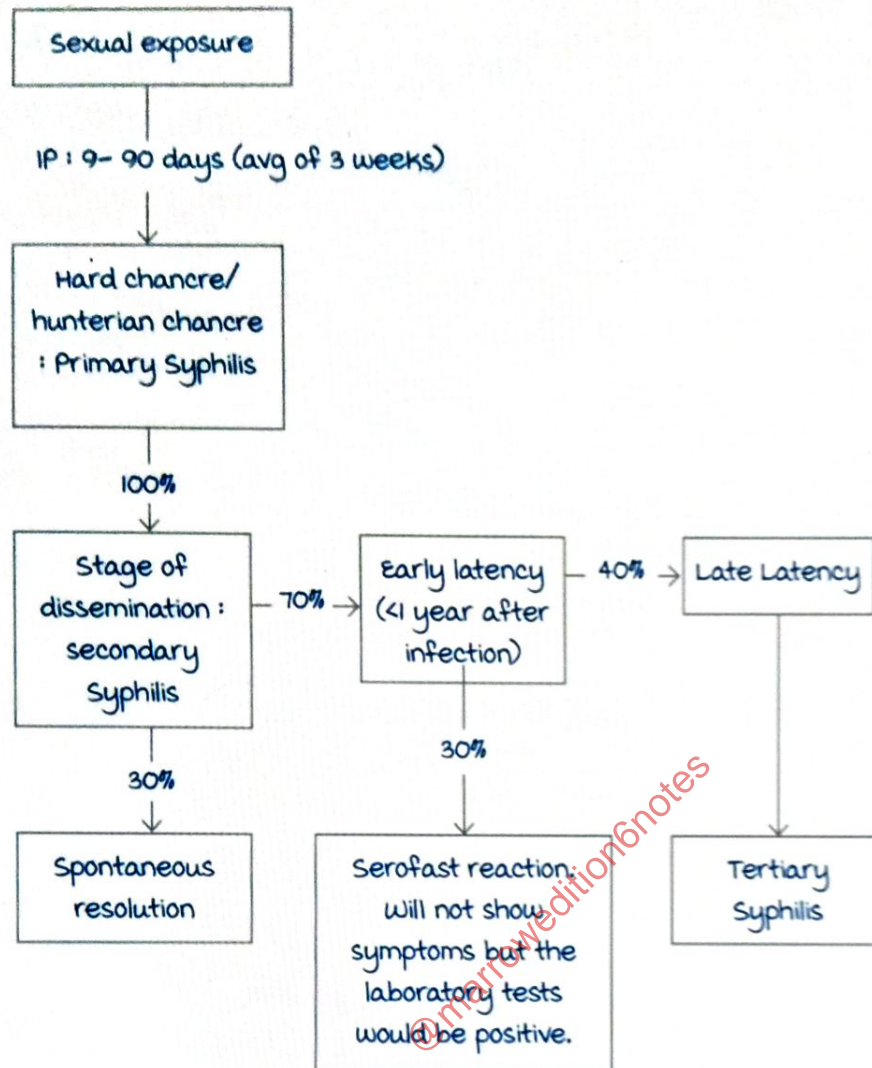 Sexual exposure
IP : 9- 90 days (avg of 3 weeks)
Hard chancre/
hunterian chancre
: Primary Syphilis
100%
Stage of
dissemination :
secondary
Syphilis
70%
Early latency
(<1 year after
infection)
40%
Late Latency
30%
30%
Spontaneous
resolution
Serofast reaction.
Will not show
symptoms but the
laboratory tests
would be positive.
Tertiary
Syphilis
@marrowedition6notes